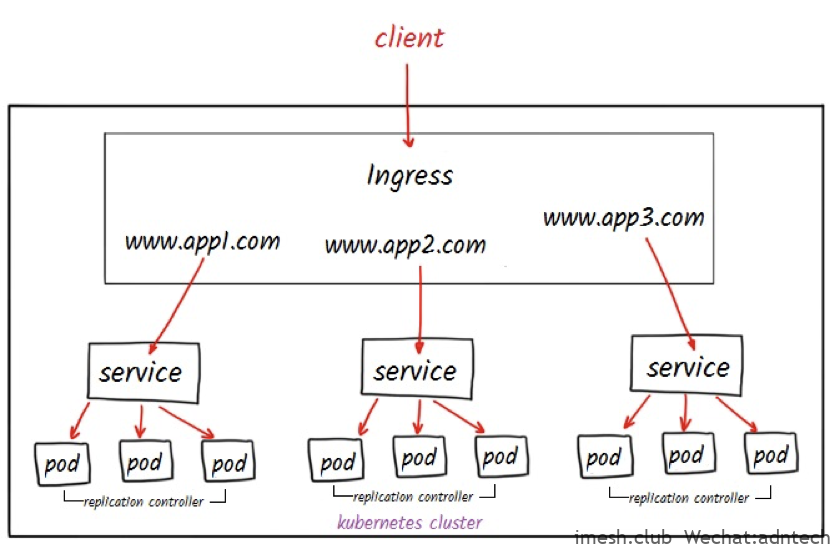 client
Ingress
www.app1.com
www.app2.com
www.app3.com
service
service
service
pod
pod
pod
pod
pod
pod
pod
pod
pod
replication controller
replication controller
replication controller
kubernetes cluster
imesh.club Wechat:adntech